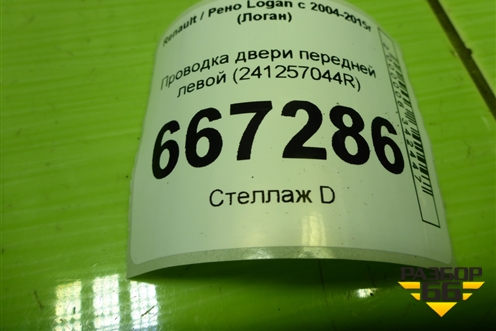 Renault / Рено Logan с 2004-2015г
(Логан)
Проводка двери передней
левой (241257044R)
667286
Стеллаж D
РАЗБОР
66